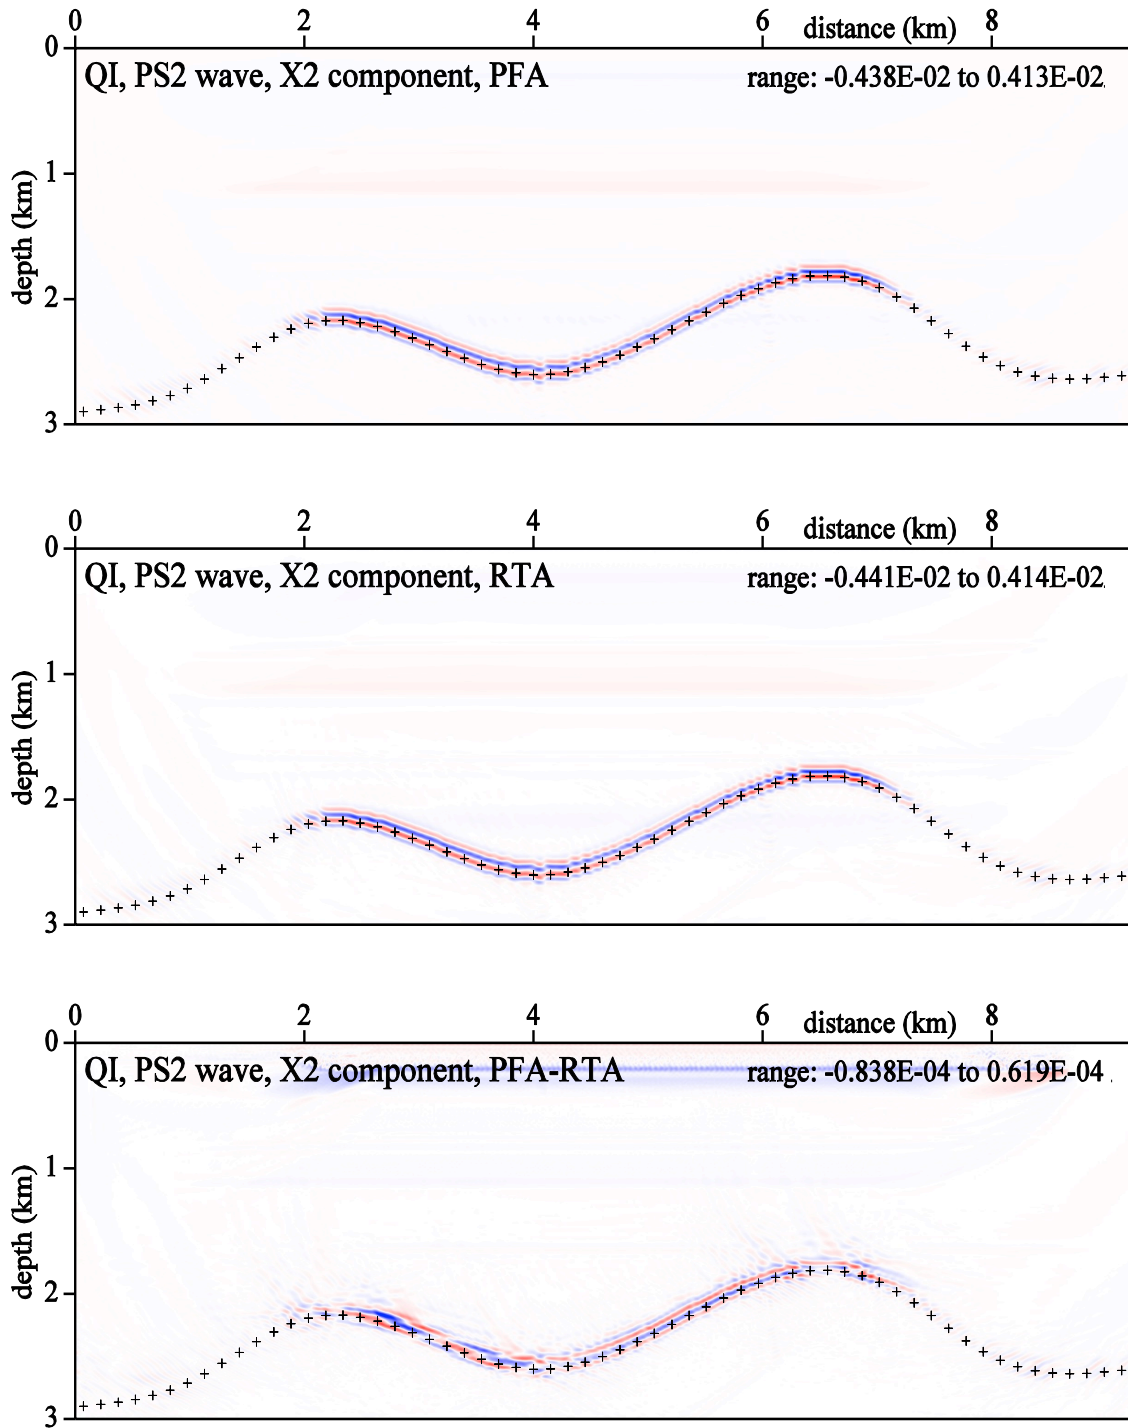 0 2 4 6 distance (km) 8
0
QI, PS2 wave, X2 component, PFA range: -0.438E-02 to 0.413E-02.
1
depth (km)
2
3
0 2 4 6 distance (km) 8
0
QI, PS2 wave, X2 component, RTA range: -0.441E-02 to 0.414E-02.
1
depth (km)
2
3
0 2 4 6 distance (km) 8
0
QI, PS2 wave, X2 component, PFA-RTA range: -0.838E-04 to 0.619E-04 .
1
depth (km)
2
3